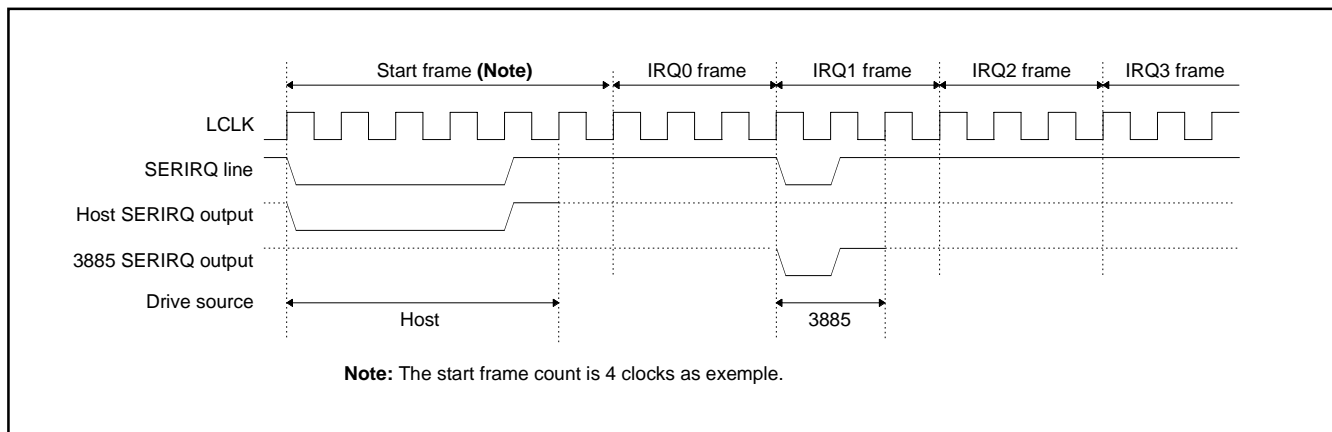 Start frame (Note) IRQ0 frame IRQ1 frame IRQ2 frame IRQ3 frame
LCLK
SERIRQ line
Host SERIRQ output
3885 SERIRQ output
Drive source
Host 3885
Note: The start frame count is 4 clocks as exemple.